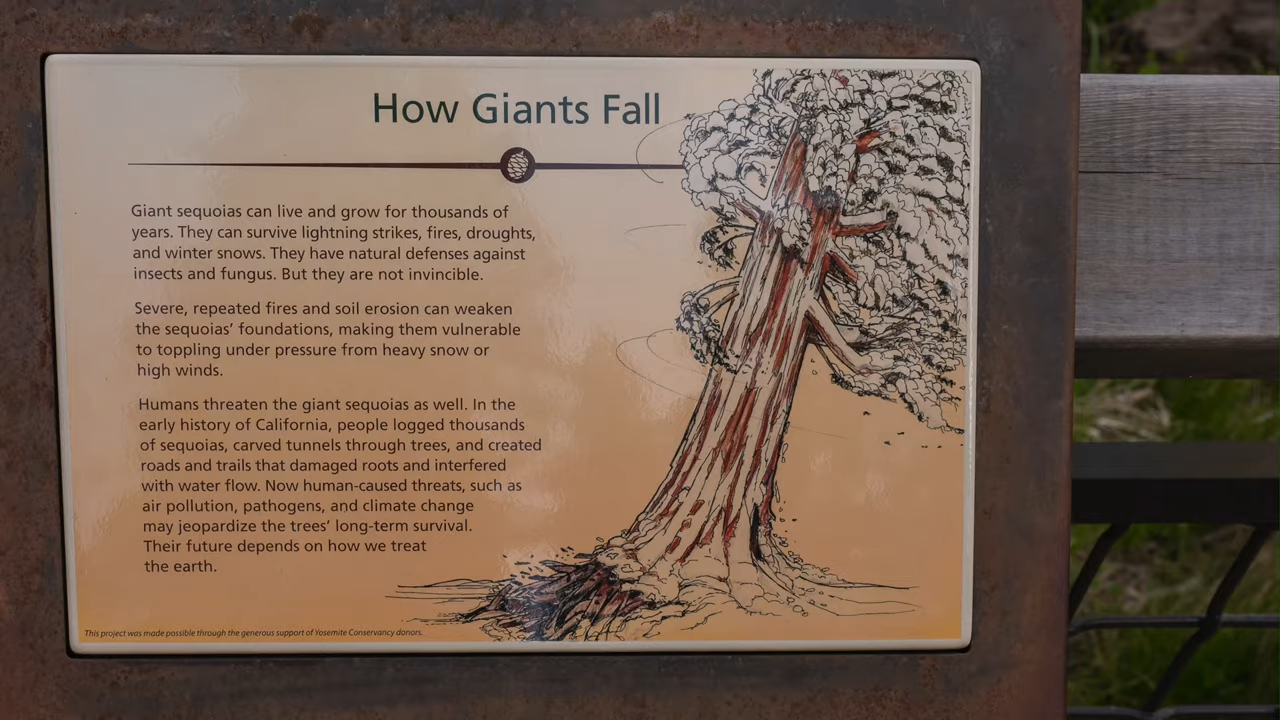 How Giants Fall
Giant sequoias can live and grow for thousands of
years. They can survive lightning strikes, fires, droughts,
and winter snows. They have natural defenses against
insects and fungus. But they are not invincible.
Severe, repeated fires and soil erosion can weaken
the sequoias’ foundations, making them vulnerable
to toppling under pressure from heavy snow or
high winds.
Humans threaten the giant sequoias as well. In the
early history of California, people logged thousands
of sequoias, carved tunnels through trees, and created
roads and trails that damaged roots and interfered
with water flow. Now human-caused threats, such as
air pollution, pathogens, and climate change
may jeopardize the trees’ long-term survival.
Their future depends on how we treat
the earth.
This project was made possible through the generous support of Yosemite Conservancy donors.